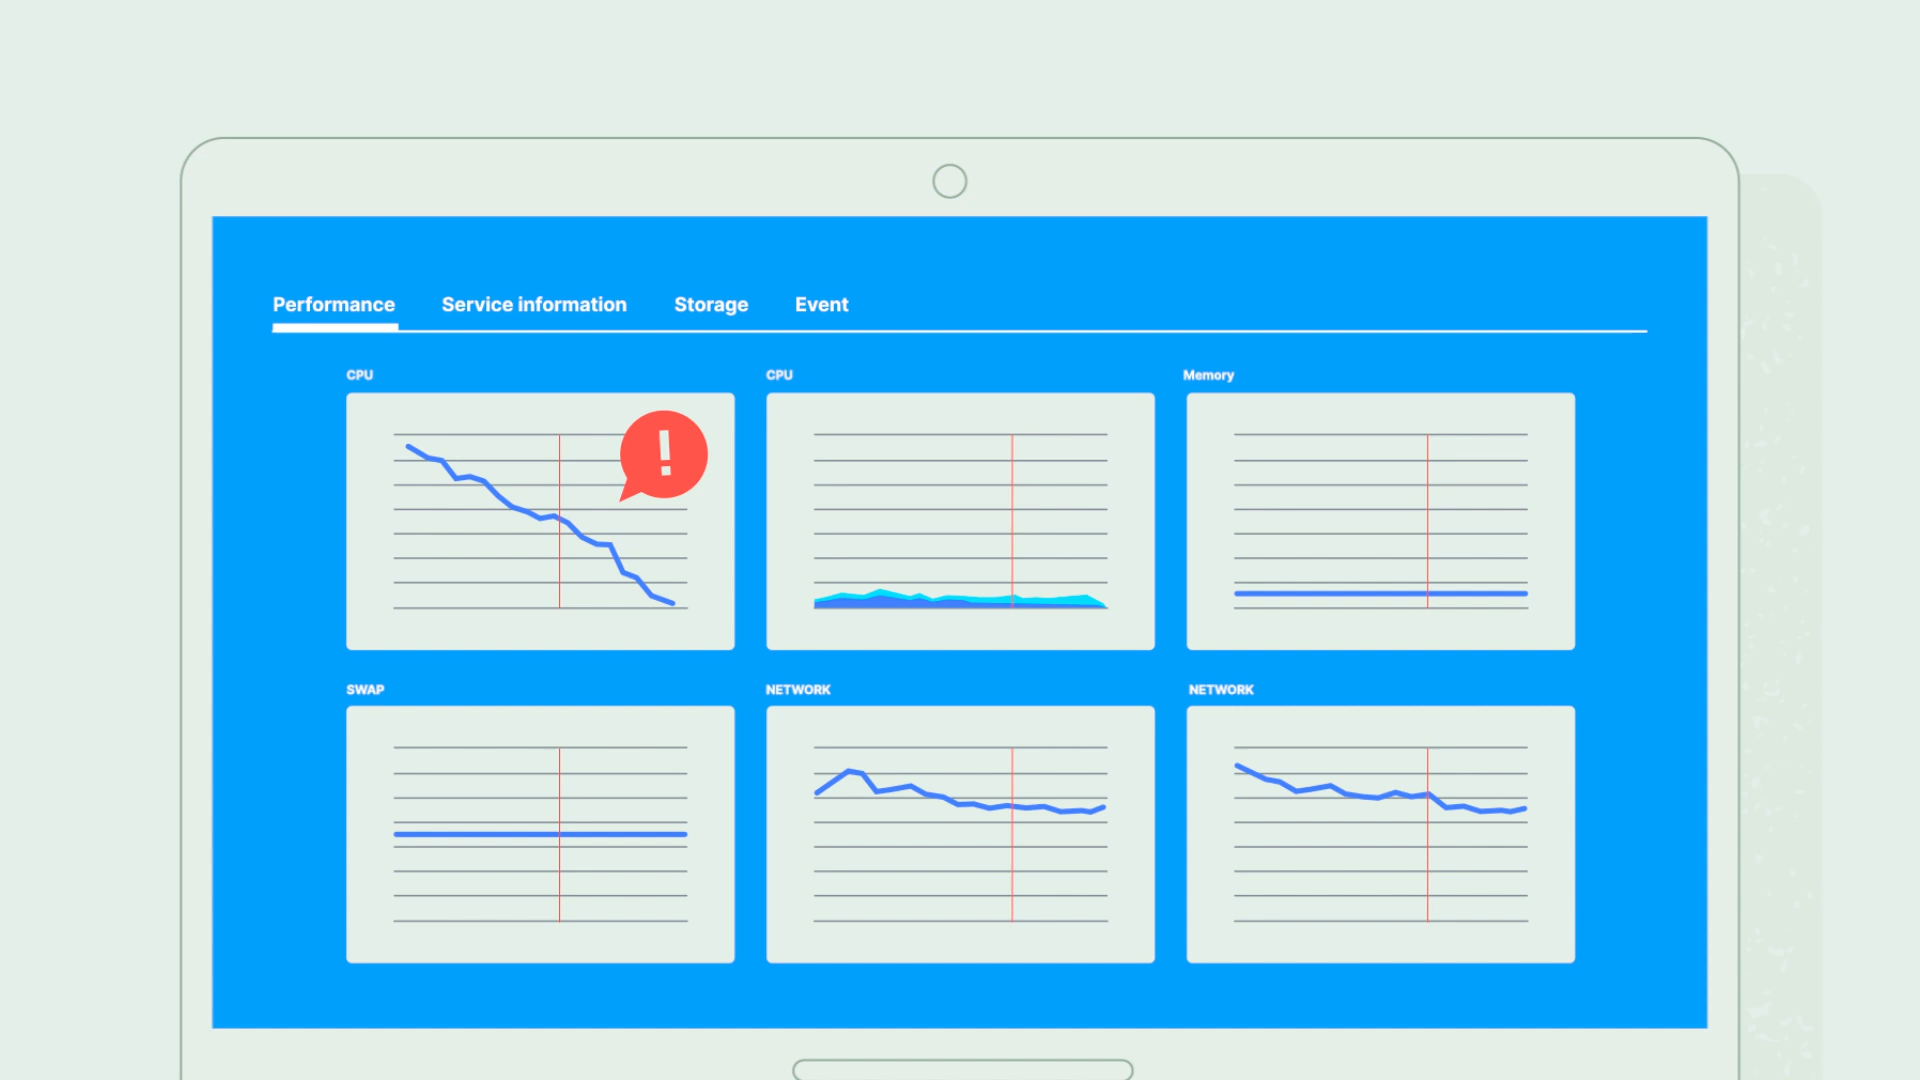 Performance Service information Storage Event
CPU CPU Memory
!
SWAP NETWORK NETWORK